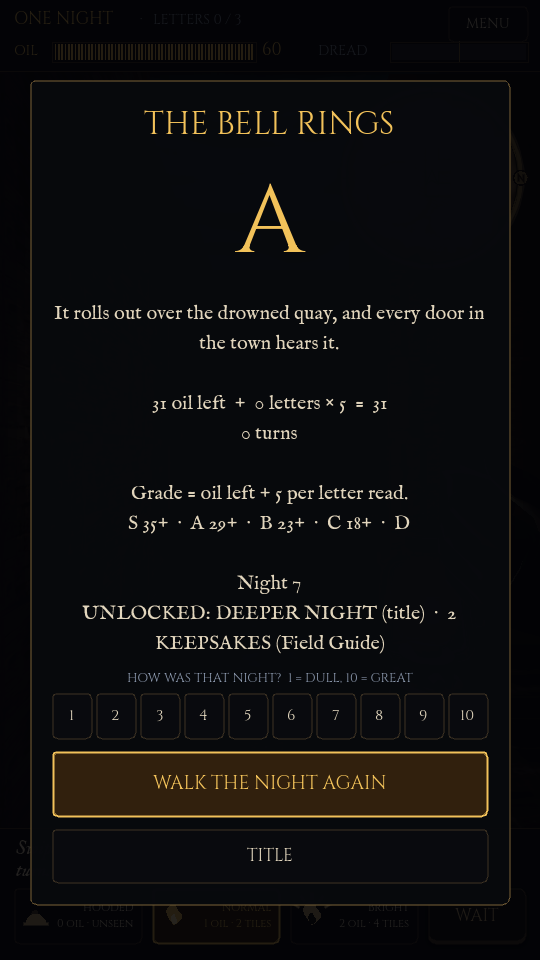 ONE NIGHT
LETTERS 0 / 3
MENU
OIL
60
DREAD
THE BELL RINGS
A
It rolls out over the drowned quay, and every door in
the town hears it.
31 oil left + 0 letters × 5 = 31
0 turns
Grade = oil left + 5 per letter read.
S 35+ · A 29+ · B 23+ · C 18+ · D
Night 7
UNLOCKED: DEEPER NIGHT (title) · 2
KEEPSAKES (Field Guide)
HOW WAS THAT NIGHT? 1 = DULL, 10 = GREAT
1 2 3 4 5 6 7 8 9 10
WALK THE NIGHT AGAIN
TITLE
HOODED
0 OIL · UNSEEN
NORMAL
1 OIL · 2 TILES
BRIGHT
2 OIL · 4 TILES
WAIT